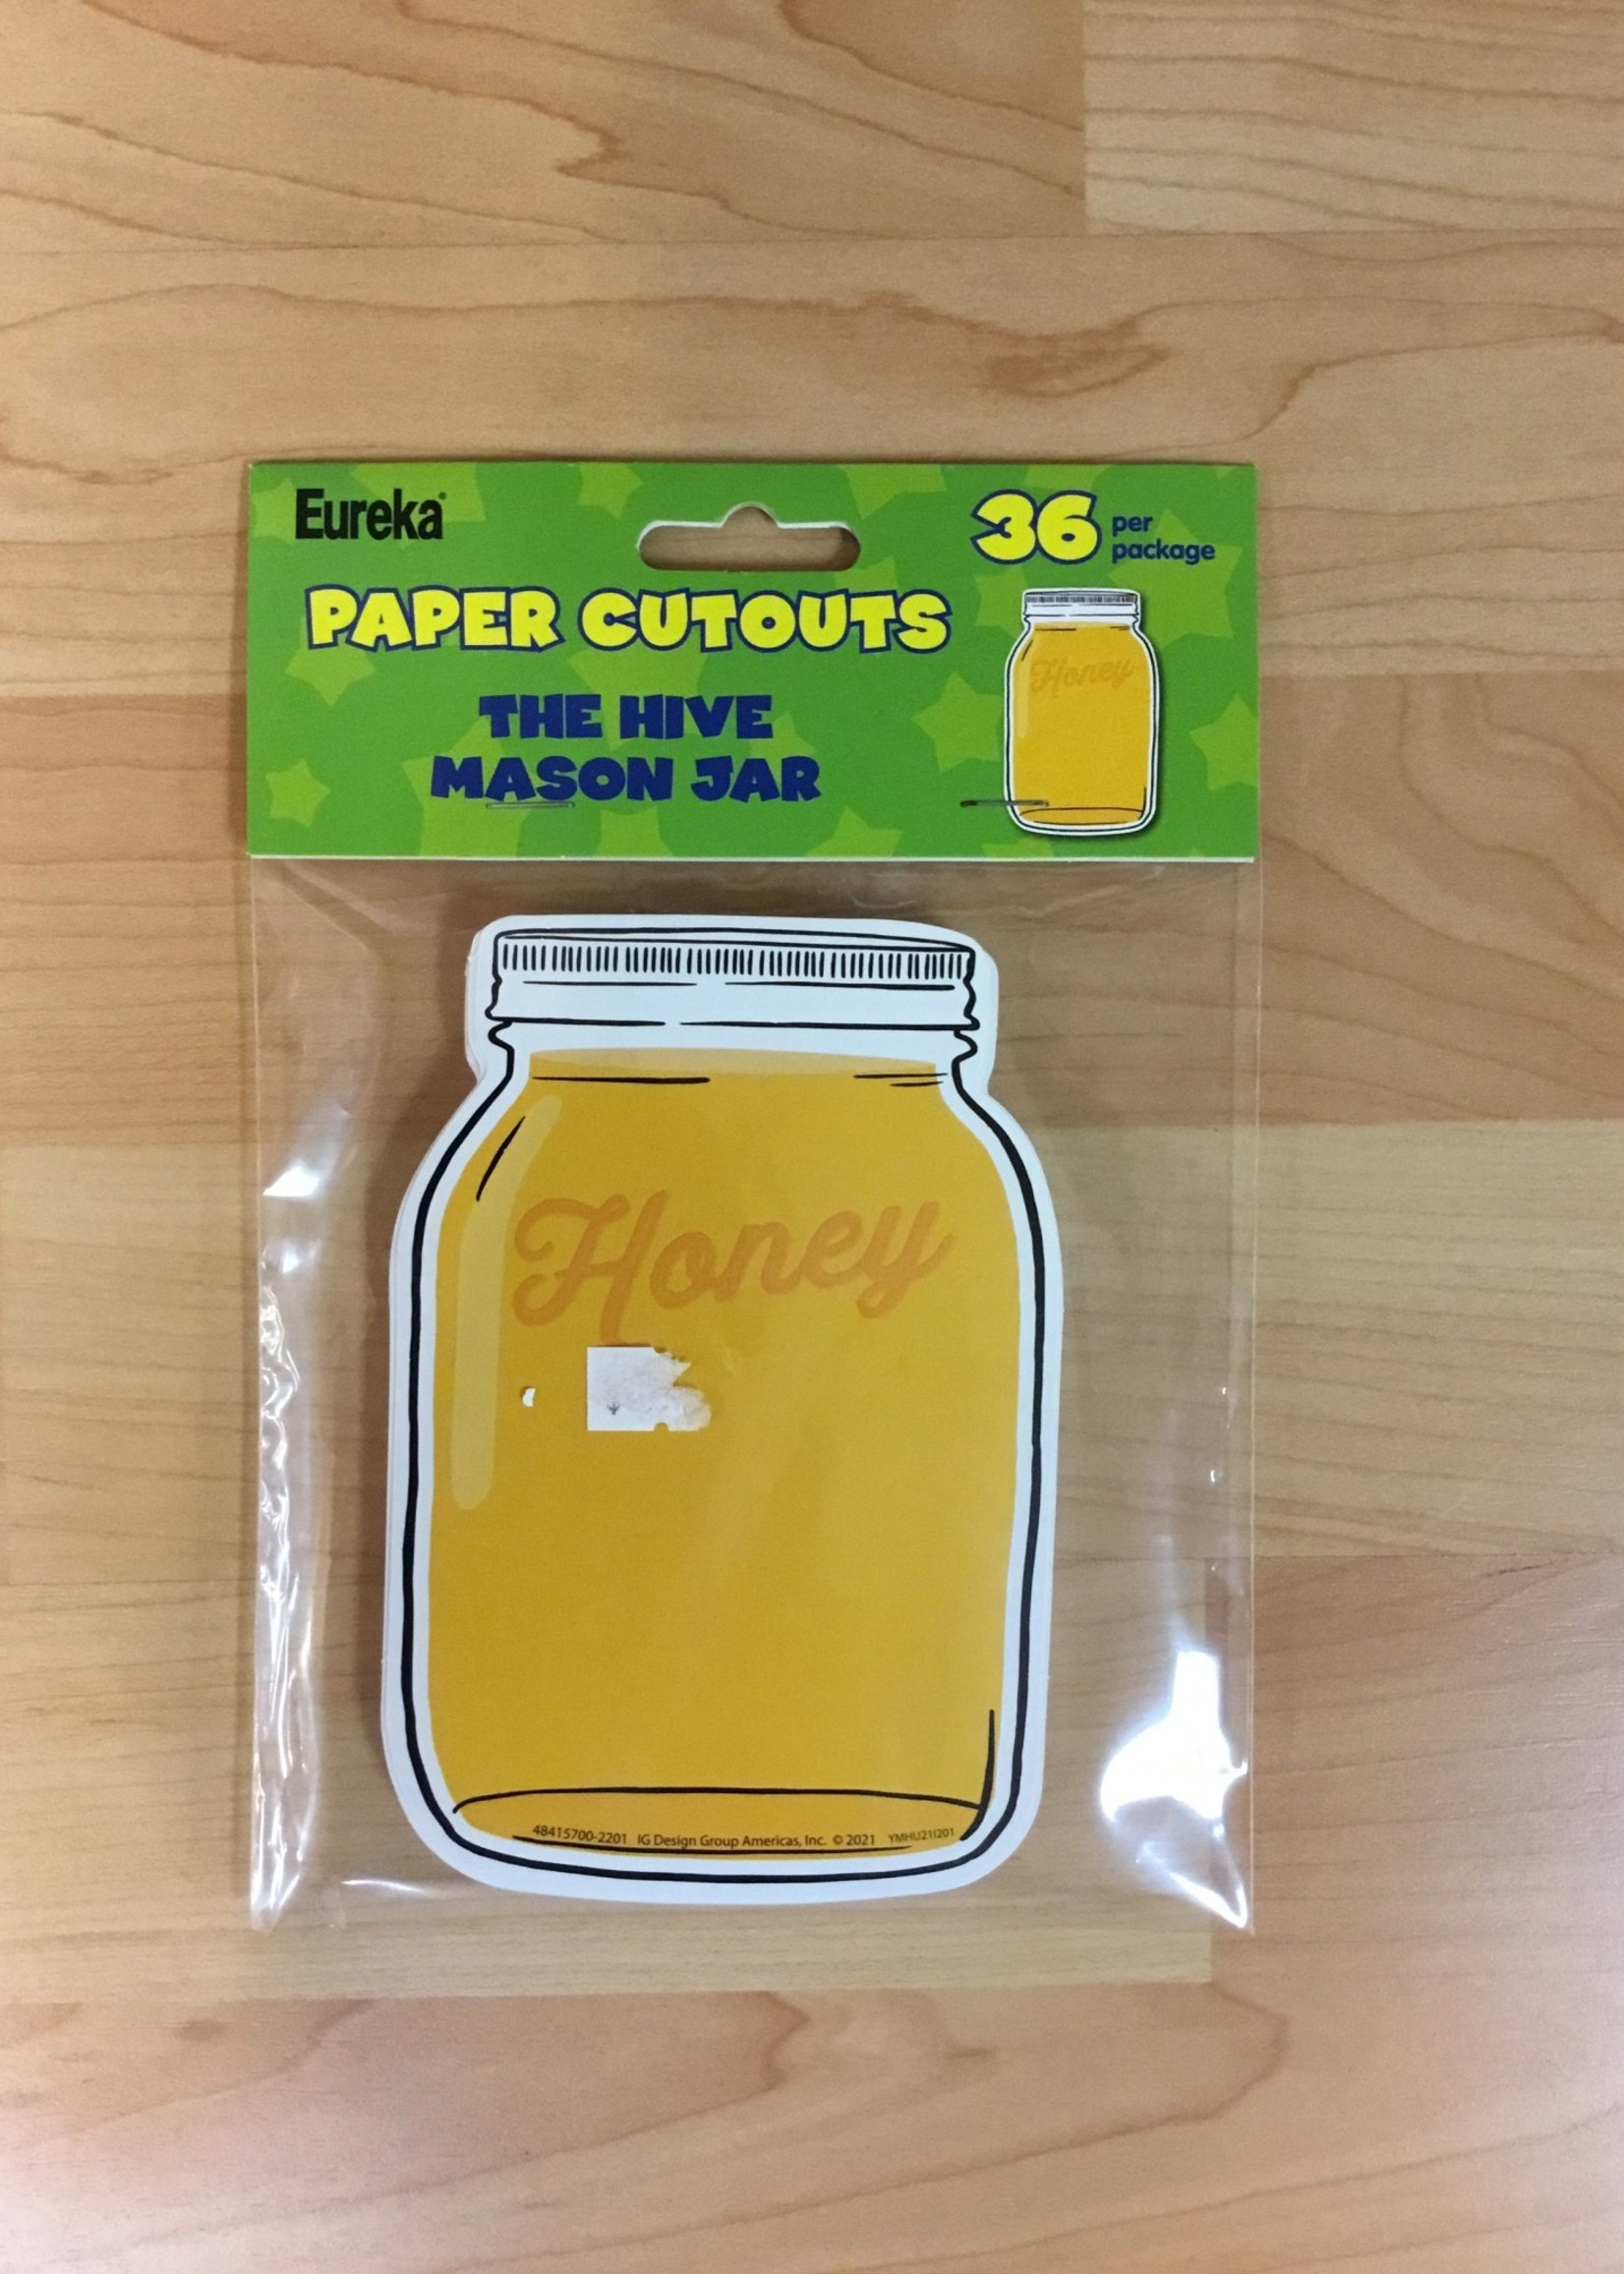 Eureka®
36 per package
PAPER CUTOUTS
THE HIVE
MASON JAR
Honey
Honey
48415700-2201 IG Design Group Americas, Inc. © 2021 YMHU21I201